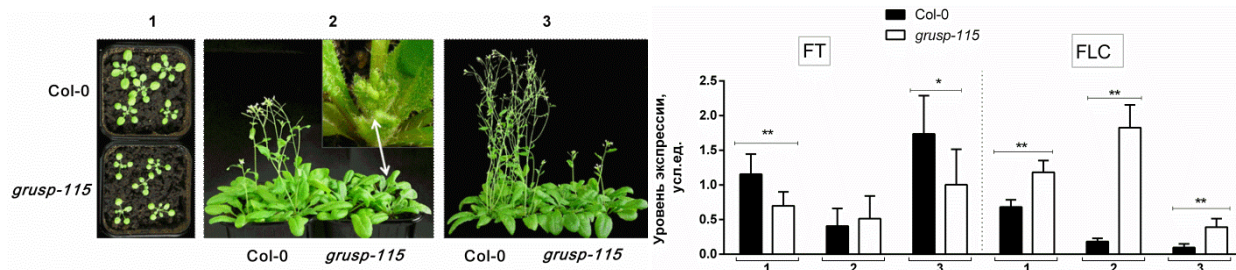 1 2 3
Col-0
grusp-115
Col-0 grusp-115 Col-0 grusp-115
Col-0
grusp-115
FT FLC
Уровень экспрессии,
усл.ед.
2.5
2.0
1.5
1.0
0.5
0.0
** * ** ** **
1 2 3 1 2 3